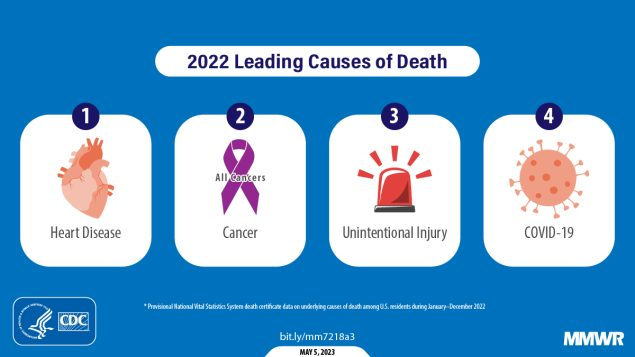 2022 Leading Causes of Death
1
2
3
4
All Cancers
Heart Disease
Cancer
Unintentional Injury
COVID-19
* Provisional National Vital Statistics System death certificate data on underlying causes of death among U.S. residents during January–December 2022
CDC
bit.ly/mm7218a3
MMWR
MAY 5, 2023